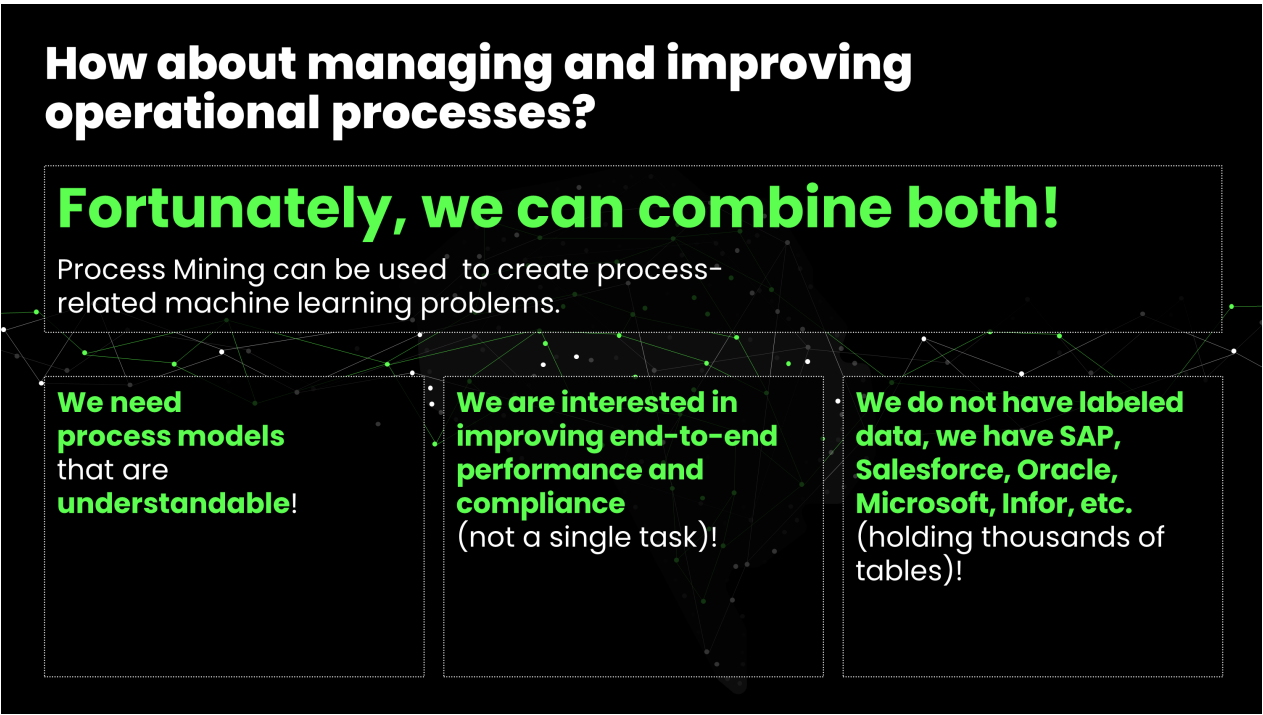 How about managing and improving
operational processes?
Fortunately, we can combine both!
Process Mining can be used  to create process-
related machine learning problems.
We need
process models
that are
understandable!
We are interested in
improving end-to-end
performance and
compliance
(not a single task)!
We do not have labeled
data, we have SAP,
Salesforce, Oracle,
Microsoft, Infor, etc.
(holding thousands of
tables)!